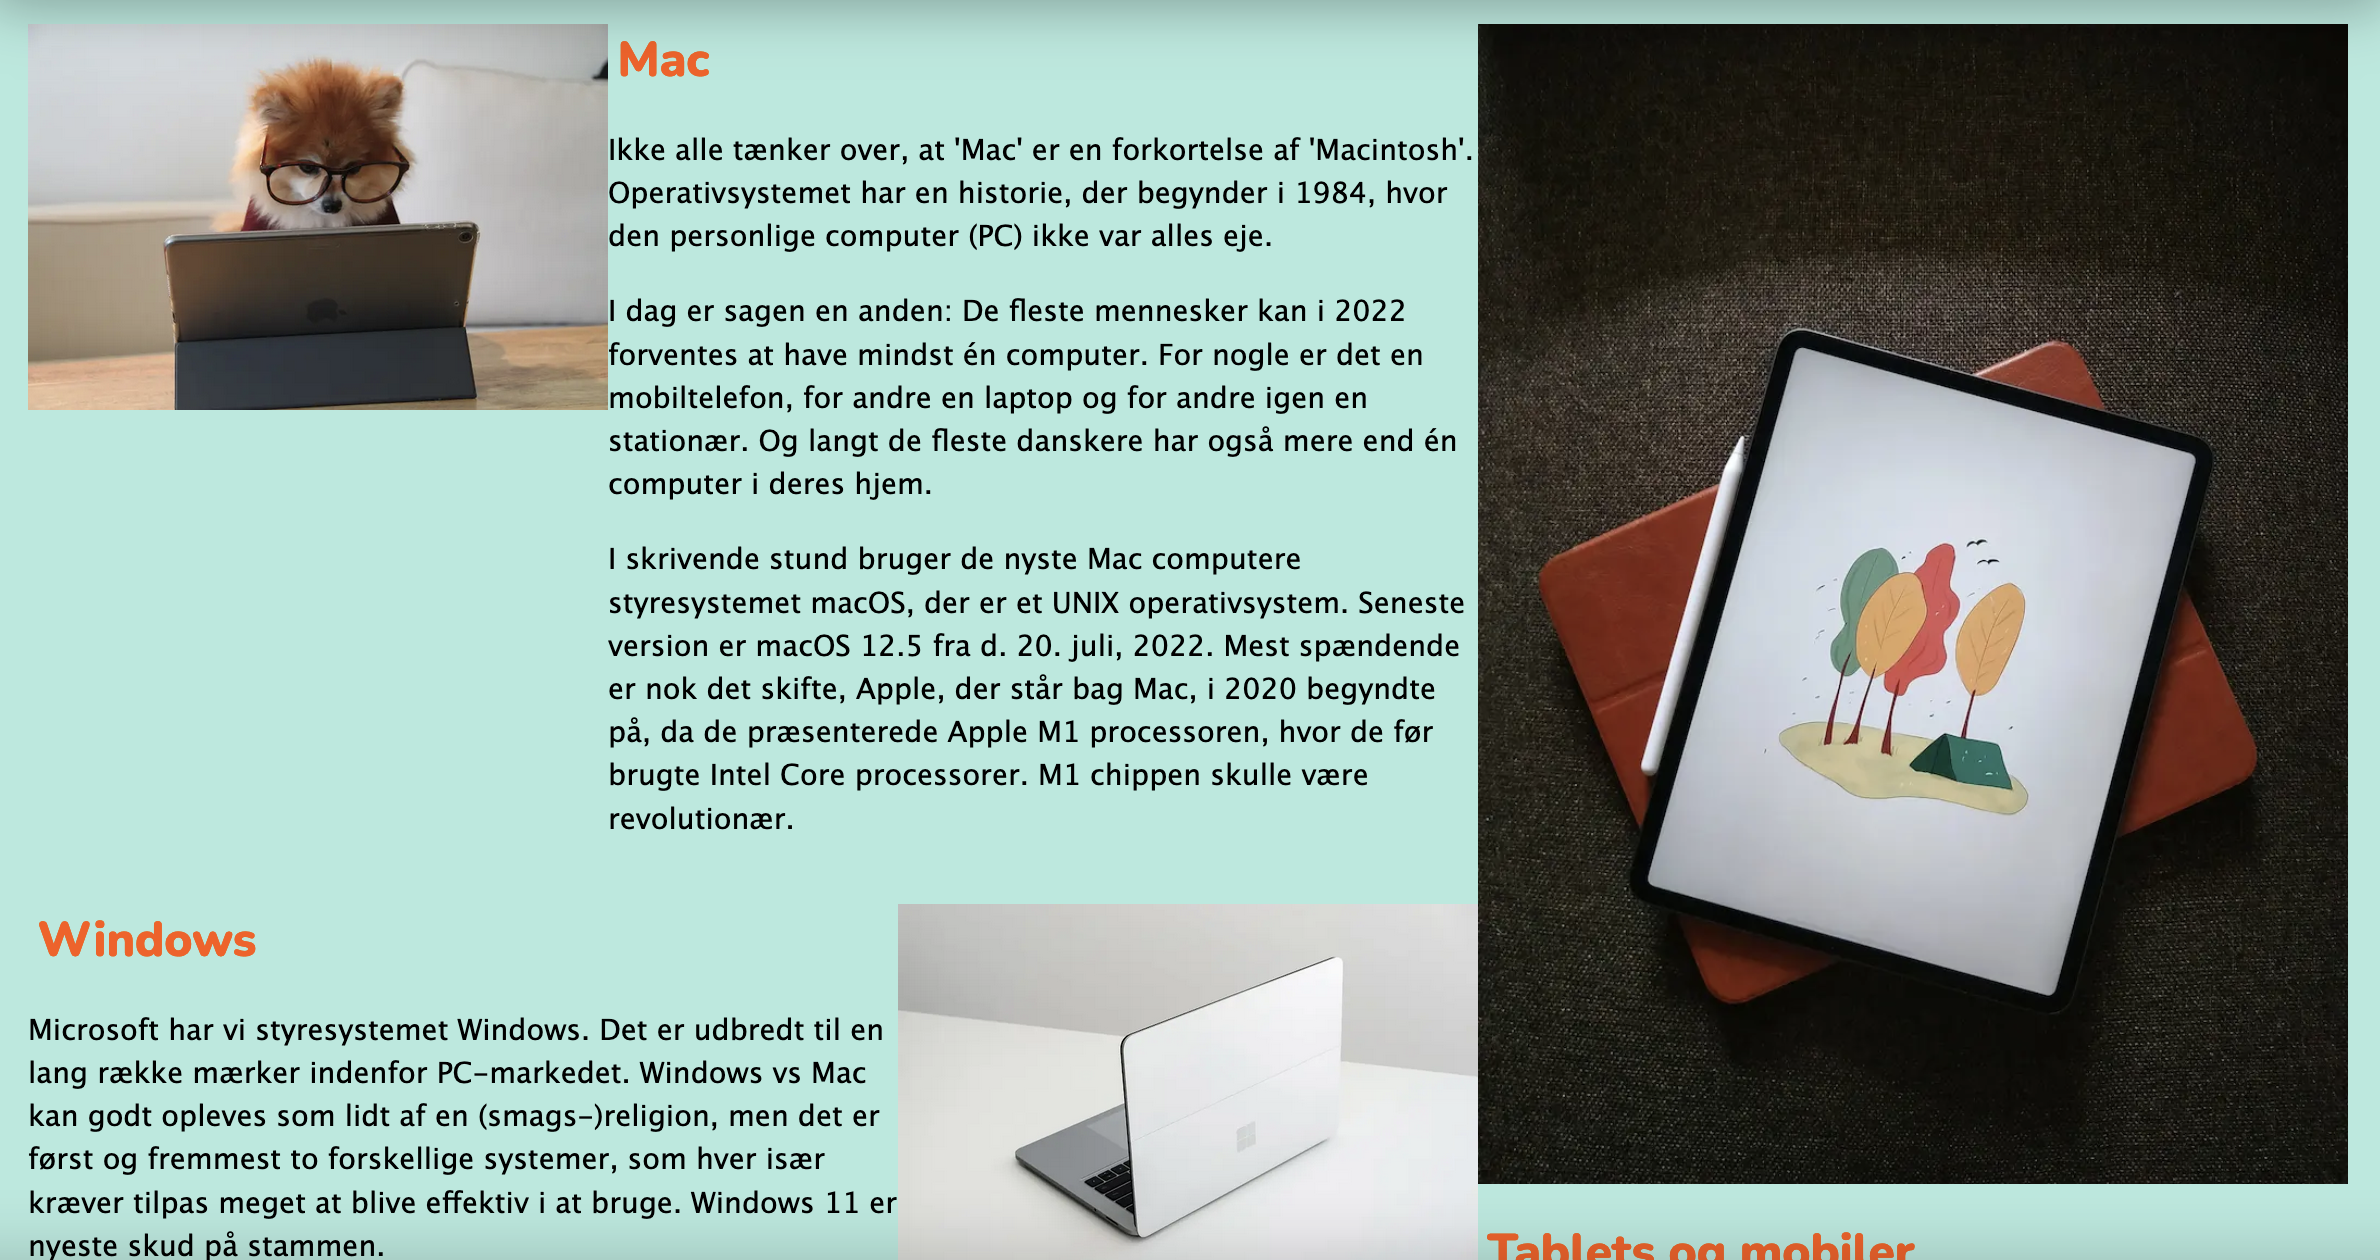 Mac
Ikke alle tænker over, at 'Mac' er en forkortelse af 'Macintosh'.
Operativsystemet har en historie, der begynder i 1984, hvor
den personlige computer (PC) ikke var alles eje.
I dag er sagen en anden: De fleste mennesker kan i 2022
forventes at have mindst én computer. For nogle er det en
mobiltelefon, for andre en laptop og for andre igen en
stationær. Og langt de fleste danskere har også mere end én
computer i deres hjem.
I skrivende stund bruger de nyste Mac computere
styresystemet macOS, der er et UNIX operativsystem. Seneste
version er macOS 12.5 fra d. 20. juli, 2022. Mest spændende
er nok det skifte, Apple, der står bag Mac, i 2020 begyndte
på, da de præsenterede Apple M1 processoren, hvor de før
brugte Intel Core processorer. M1 chippen skulle være
revolutionær.
Windows
Microsoft har vi styresystemet Windows. Det er udbredt til en
lang række mærker indenfor PC-markedet. Windows vs Mac
kan godt opleves som lidt af en (smags-)religion, men det er
først og fremmest to forskellige systemer, som hver især
kræver tilpas meget at blive effektiv i at bruge. Windows 11 er
nyeste skud på stammen.
Tablets og mobiler